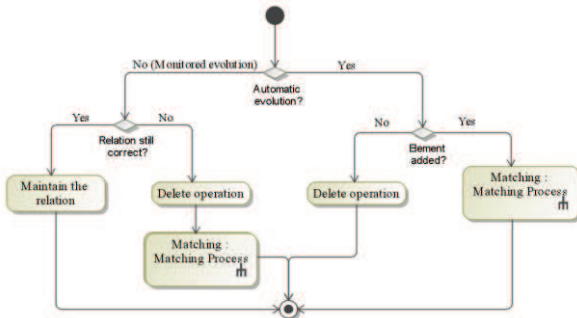 No (Monitored evolution)
Yes
Automatic
evolution?
Yes
No
No
Yes
Relation still
correct?
Element
added?
Maintain the
relation
Delete operation
Delete operation
Matching :
Matching Process
Matching :
Matching Process